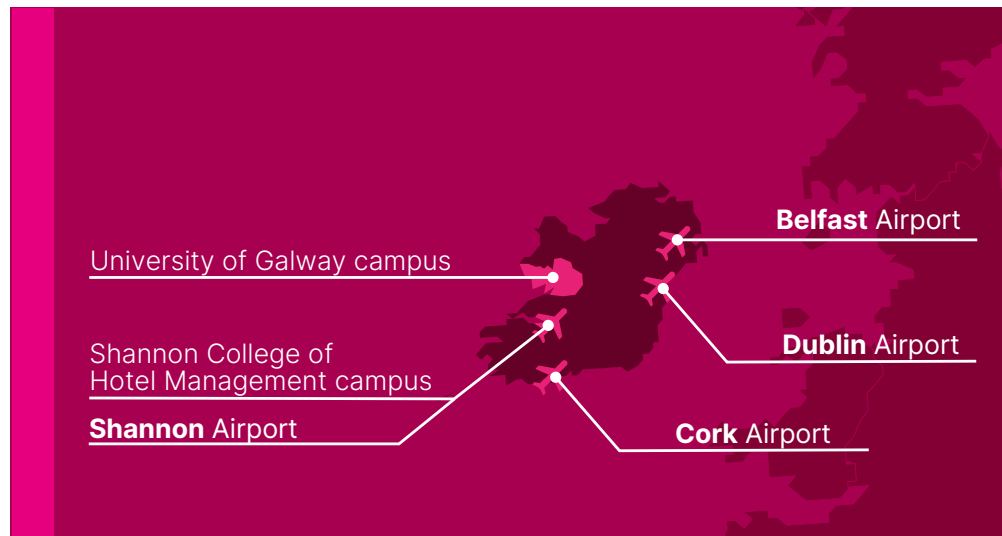 Belfast Airport
University of Galway campus
Dublin Airport
Shannon College of
Hotel Management campus
Shannon Airport
Cork Airport